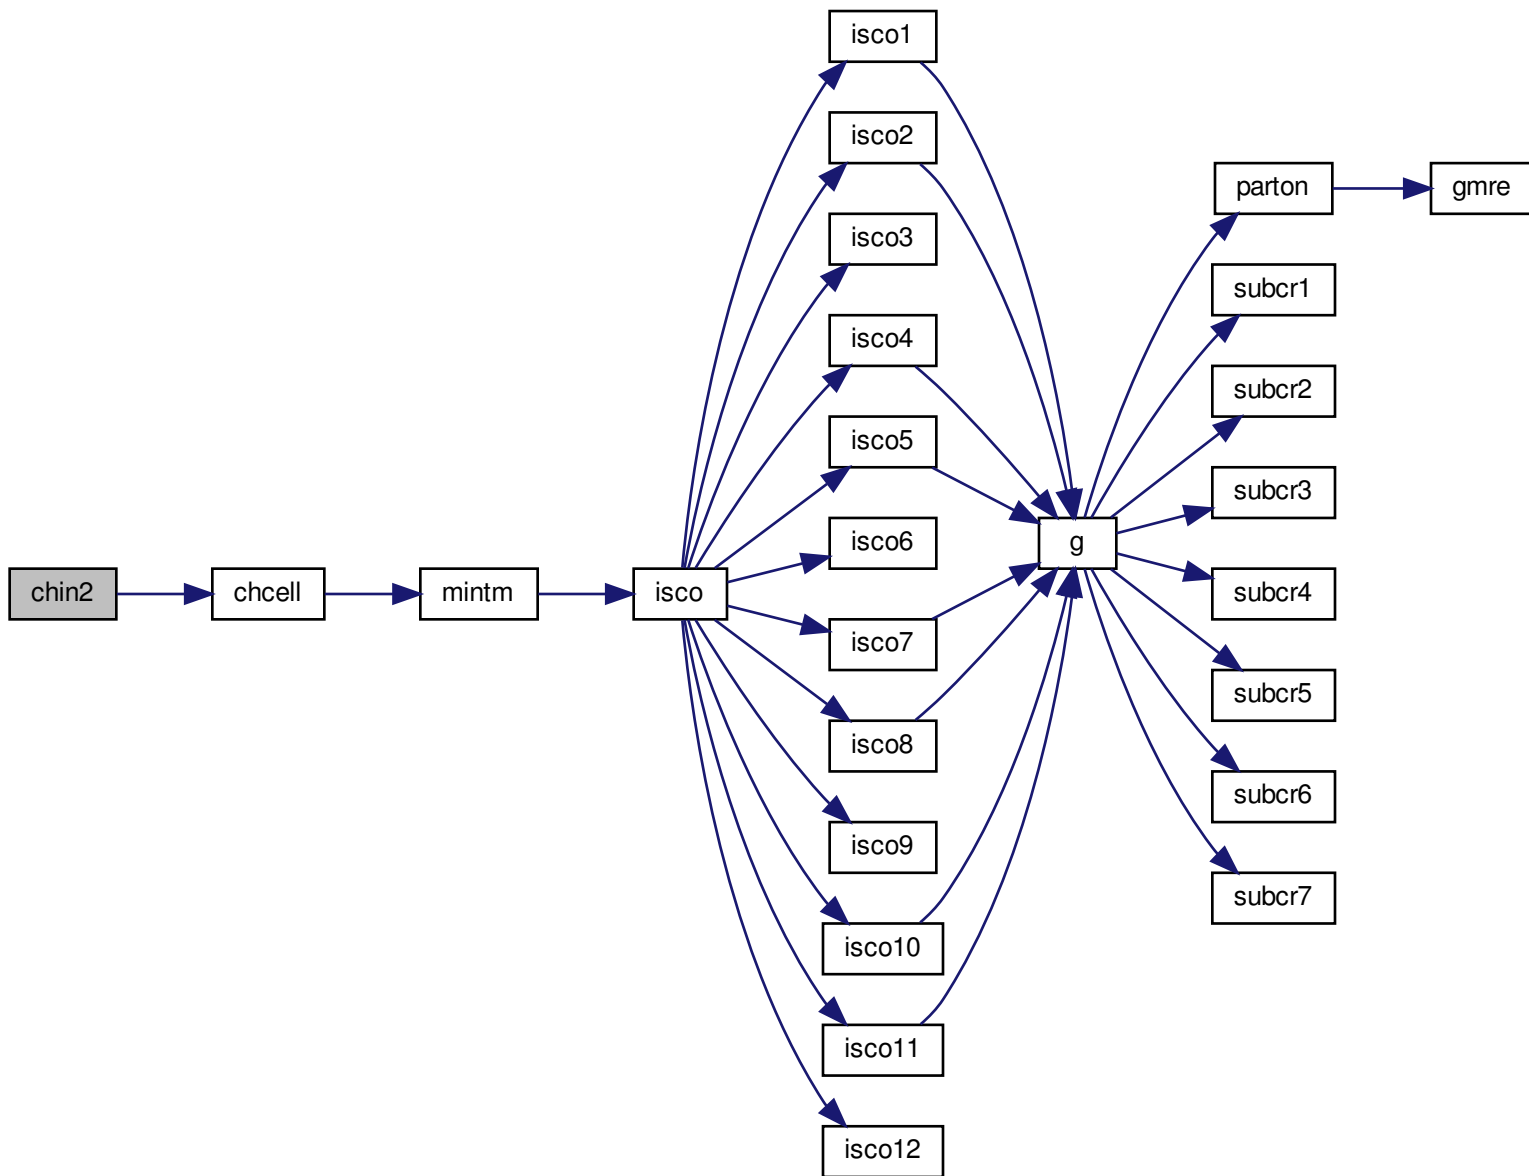 chin2
chcell
mintm
isco
isco1
isco2
isco3
isco4
isco5
isco6
isco7
isco8
isco9
isco10
isco11
isco12
g
parton
subcr1
subcr2
subcr3
subcr4
subcr5
subcr6
subcr7
gmre